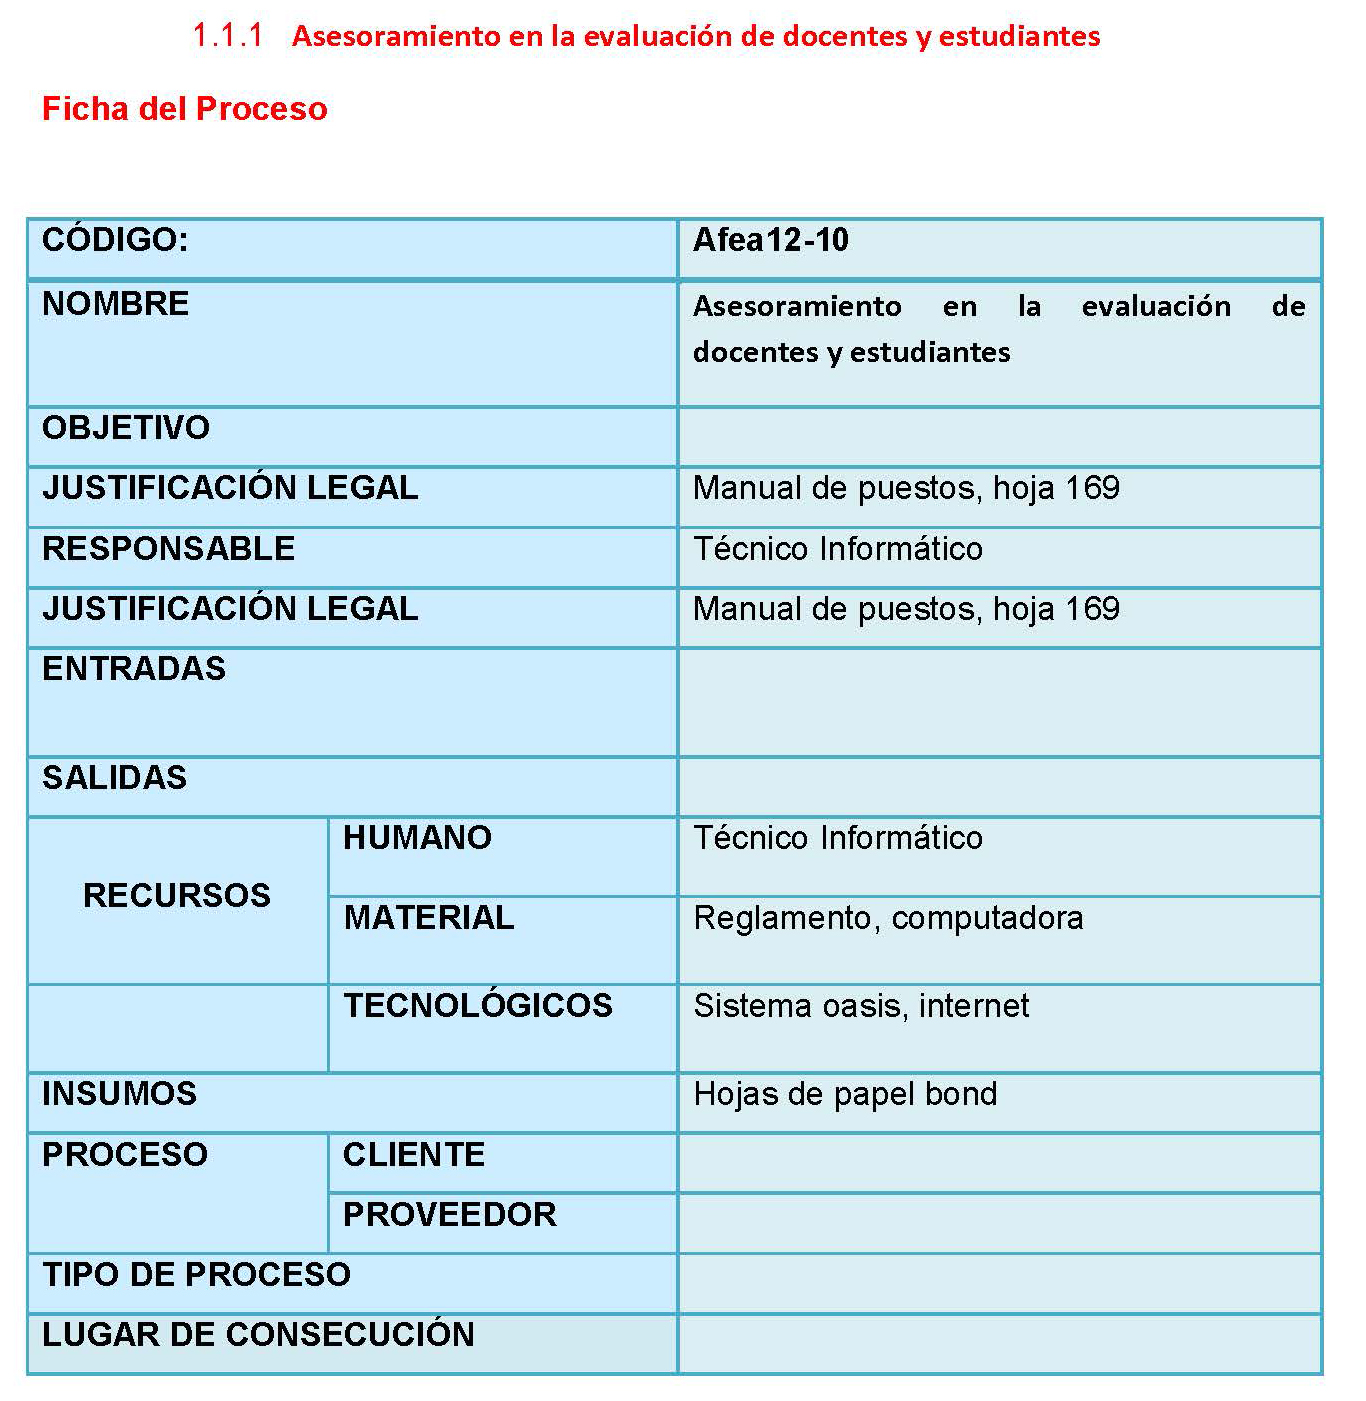 1.1.1 Asesoramiento en la evaluación de docentes y estudiantes
Ficha del Proceso
CÓDIGO: Afea12-10
NOMBRE Asesoramiento en la evaluación de
docentes y estudiantes
OBJETIVO
JUSTIFICACIÓN LEGAL Manual de puestos, hoja 169
RESPONSABLE Técnico Informático
JUSTIFICACIÓN LEGAL Manual de puestos, hoja 169
ENTRADAS
SALIDAS
RECURSOS
HUMANO Técnico Informático
MATERIAL Reglamento, computadora
TECNOLÓGICOS Sistema oasis, internet
INSUMOS Hojas de papel bond
PROCESO CLIENTE
PROVEEDOR
TIPO DE PROCESO
LUGAR DE CONSECUCIÓN